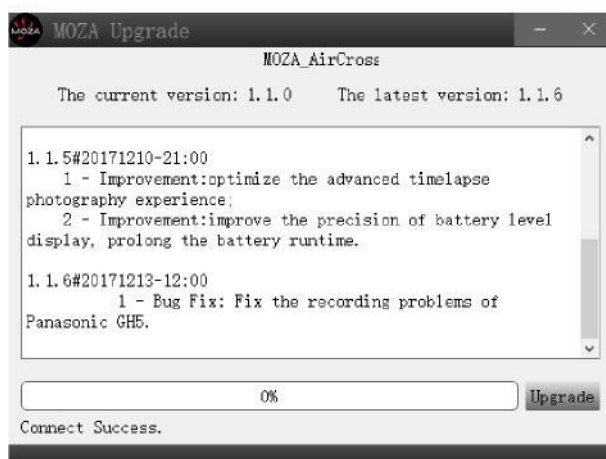 MOZA
MOZA Upgrade
MOZA_AirCross
The current version: 1.1.0 The latest version: 1.1.6
1.1.5#20171210-21:00
1 - Improvement:optimize the advanced timelapse
photography experience;
2 - Improvement:improve the precision of battery level
display, prolong the battery runtime.
1.1.6#20171213-12:00
1 - Bug Fix: Fix the recording problems of
Panasonic GH5.
0%
Upgrade
Connect Success.